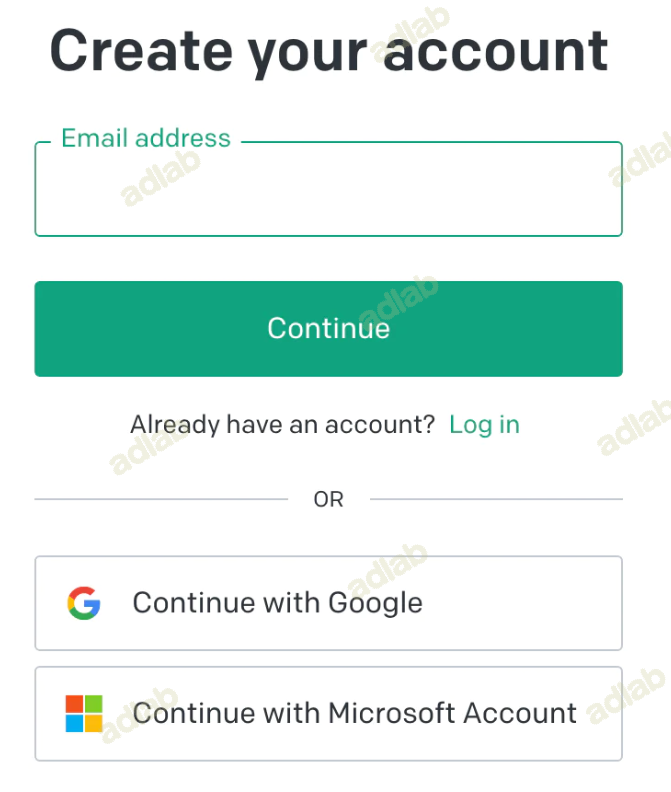 Create your account
Email address
Continue
Already have an account? Log in
OR
Continue with Google
Continue with Microsoft Account
adlab
adlab
adlab
adlab
adlab
adlab
adlab
adlab